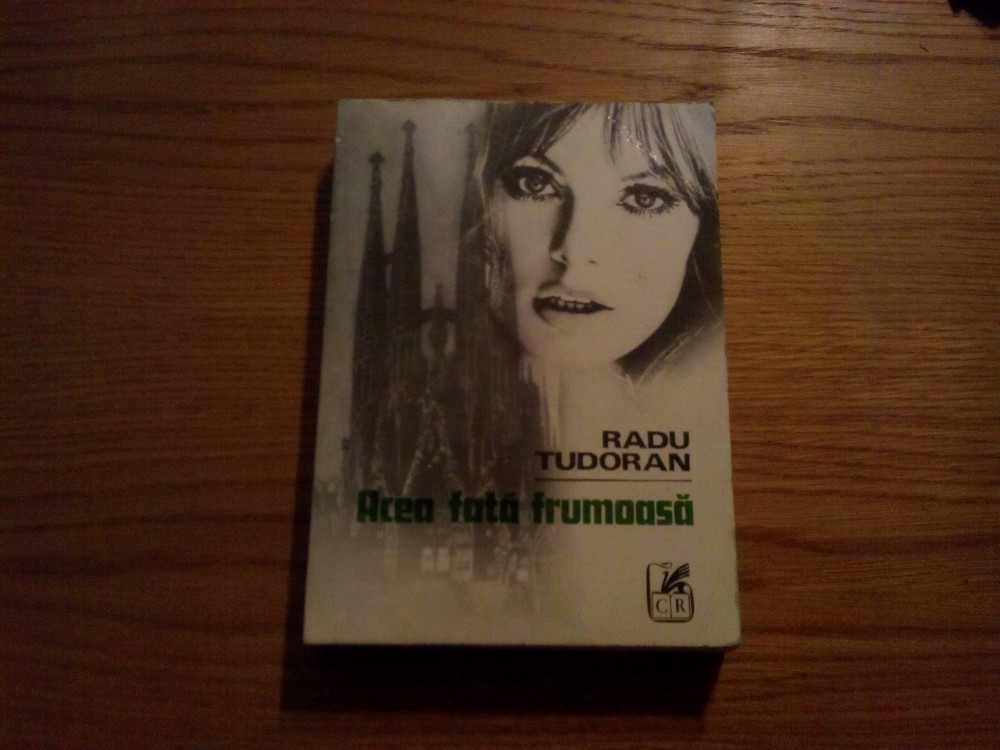 RADU
TUDORAN
Acea fată frumoasă
C R